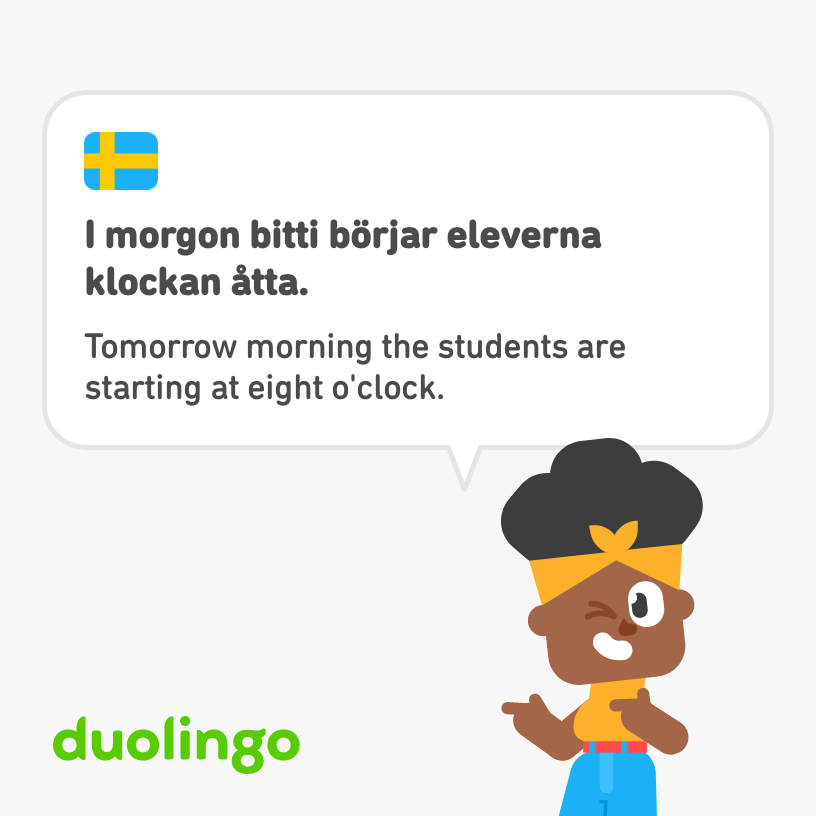 I morgon bitti börjar eleverna
klockan åtta.
Tomorrow morning the students are
starting at eight o'clock.
duolingo